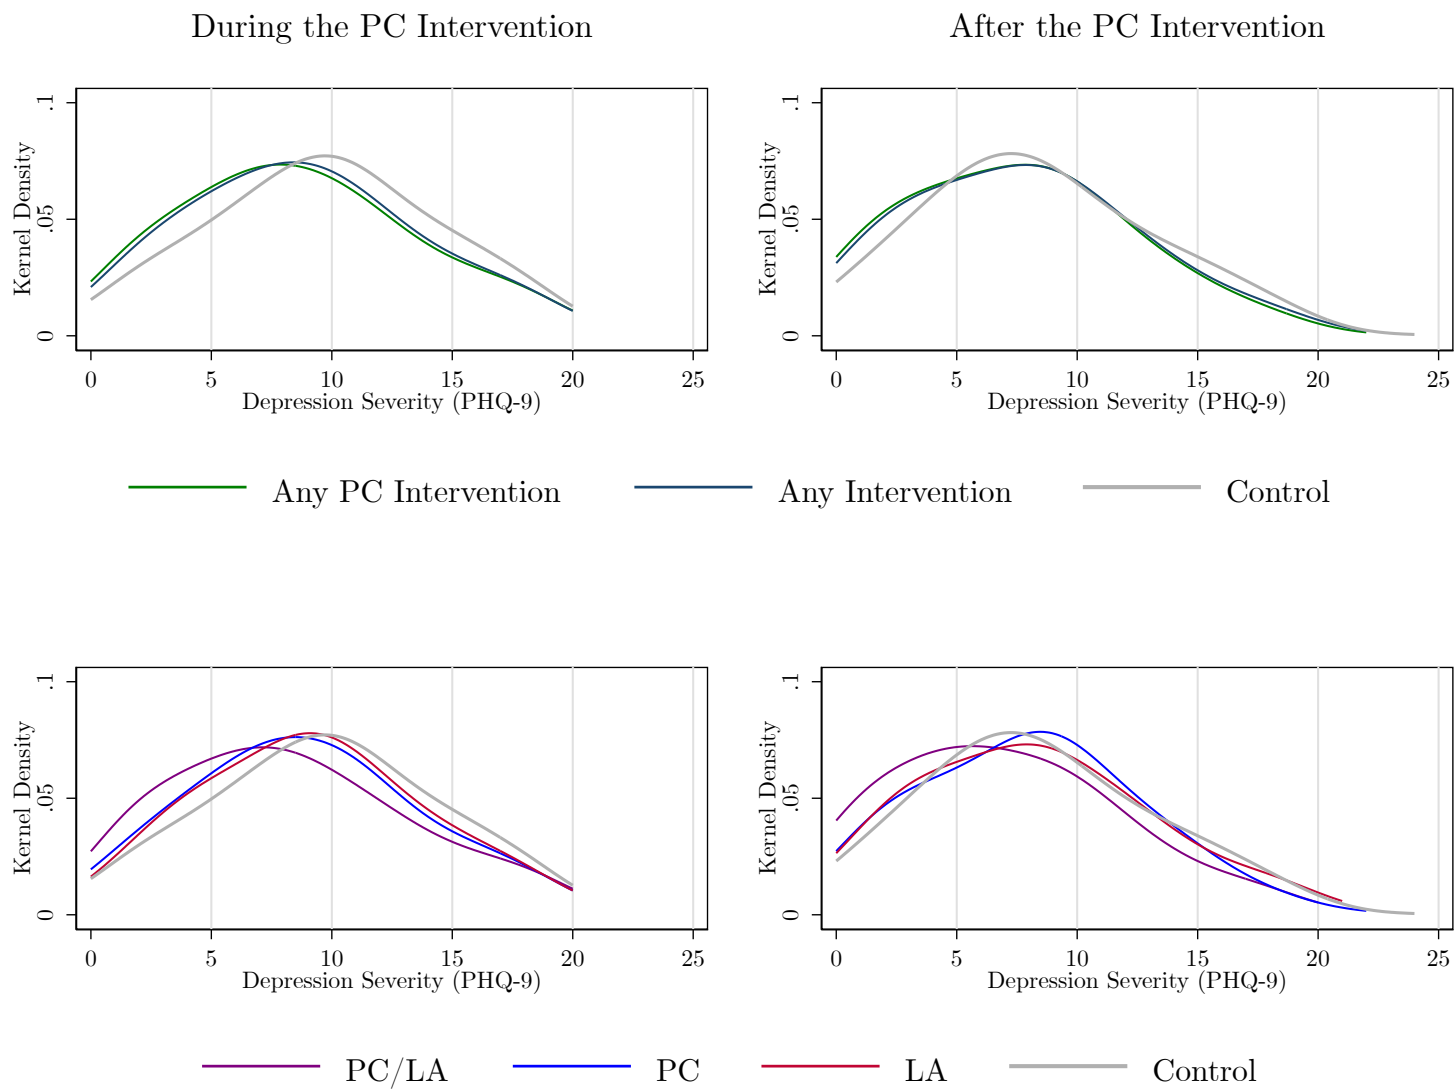 During the PC Intervention
After the PC Intervention
Kernel Density
0 .05 .1
0 5 10 15 20 25
Depression Severity (PHQ-9)
Kernel Density
0 .05 .1
0 5 10 15 20 25
Depression Severity (PHQ-9)
Any PC Intervention Any Intervention Control
Kernel Density
0 .05 .1
0 5 10 15 20 25
Depression Severity (PHQ-9)
Kernel Density
0 .05 .1
0 5 10 15 20 25
Depression Severity (PHQ-9)
PC/LA PC LA Control